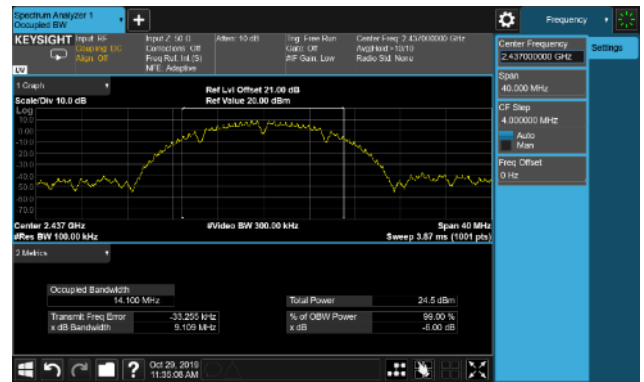 Spectrum Analyzer 1
Occupied BW
Frequency
KEYSIGHT
Input: RF
Coupling: DC
Align: Off
Input Z: 50 Ω
Corrections: Off
Freq Ref: Int (S)
NFE: Adaptive
Atten: 10 dB
Trig: Free Run
Gate: Off
#IF Gain: Low
Center Freq: 2.437000000 GHz
Avg|Hold:>10/10
Radio Std: None
Center Frequency
2.437000000 GHz
Settings
Span
40.000 MHz
CF Step
4.000000 MHz
Auto
Man
Freq Offset
0 Hz
1 Graph
Scale/Div 10.0 dB
Ref Lvl Offset 21.00 dB
Ref Value 20.00 dBm
Log
10.0
0.00
-10.0
-20.0
-30.0
-40.0
-50.0
-60.0
-70.0
Center 2.437 GHz
#Video BW 300.00 kHz
Span 40 MHz
#Res BW 100.00 kHz
Sweep 3.87 ms (1001 pts)
2 Metrics
Occupied Bandwidth
14.100 MHz
Total Power
24.5 dBm
Transmit Freq Error
-33.255 kHz
% of OBW Power
99.00 %
x dB Bandwidth
9.109 MHz
x dB
-6.00 dB
?
Oct 29, 2019
11:35:06 AM